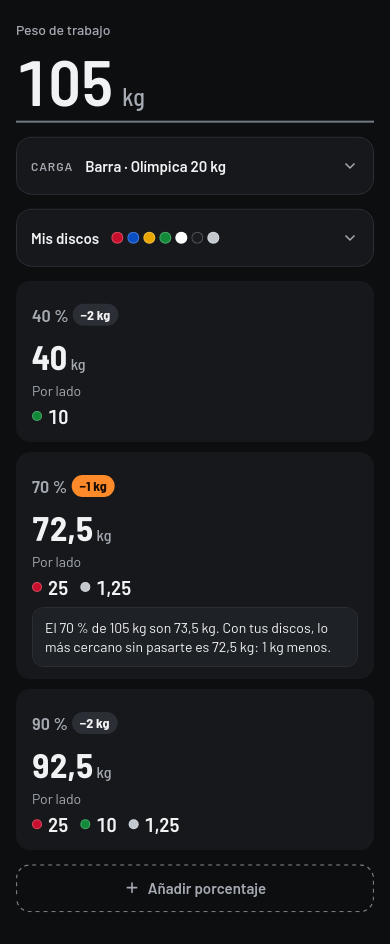 Peso de trabajo
105 kg
CARGA Barra · Olímpica 20 kg
Mis discos
40 % −2 kg
40 kg
Por lado
10
70 % −1 kg
72,5 kg
Por lado
25 1,25
El 70 % de 105 kg son 73,5 kg. Con tus discos, lo
más cercano sin pasarte es 72,5 kg: 1 kg menos.
90 % −2 kg
92,5 kg
Por lado
25 10 1,25
+ Añadir porcentaje